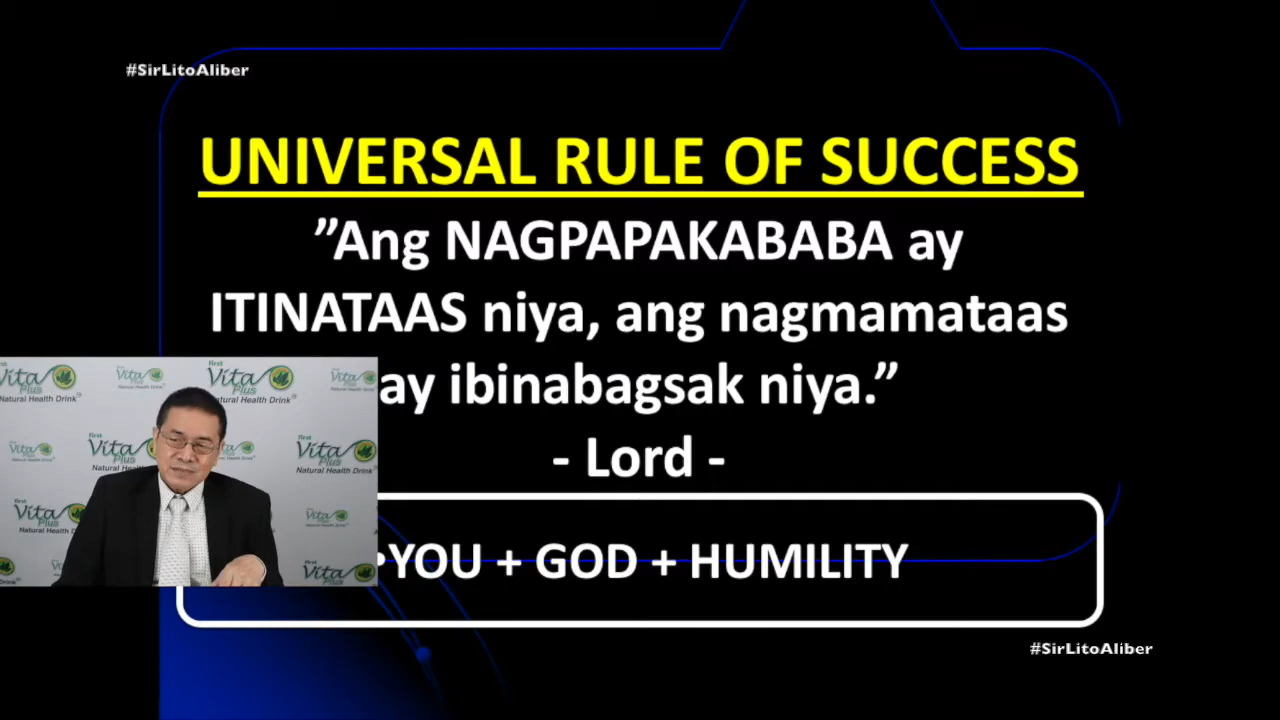 #SirLitoAliber
UNIVERSAL RULE OF SUCCESS
”Ang NAGPAPAKABABA ay
ITINATAAS niya, ang nagmamataas
ay ibinabagsak niya.”
- Lord -
•YOU + GOD + HUMILITY
#SirLitoAliber
first
Vita
Plus
Natural Health Drink